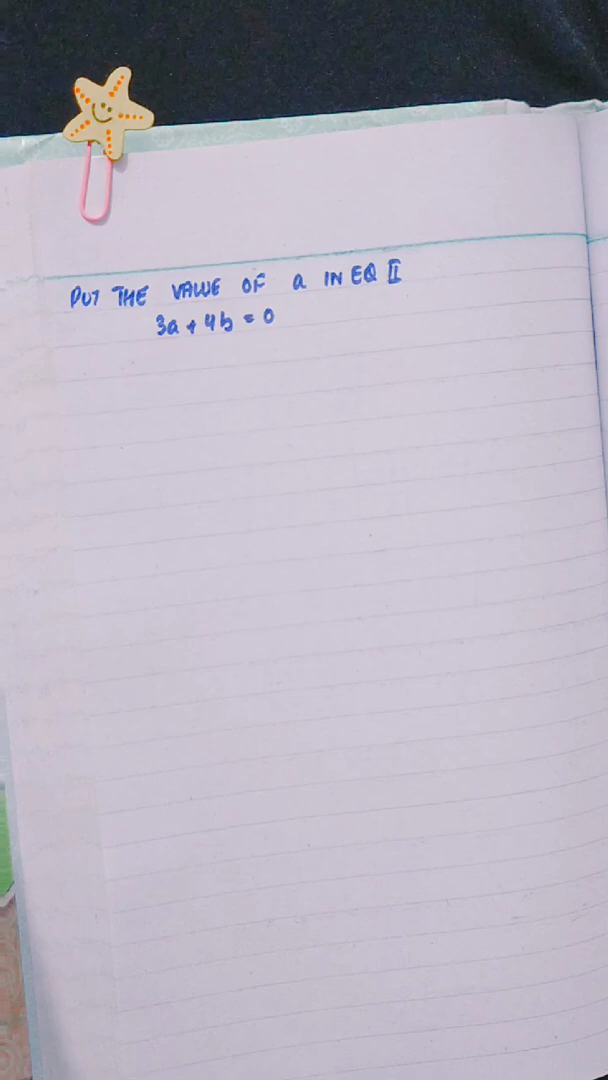 PUT THE VALUE OF a IN EQ II
3a + 4b = 0